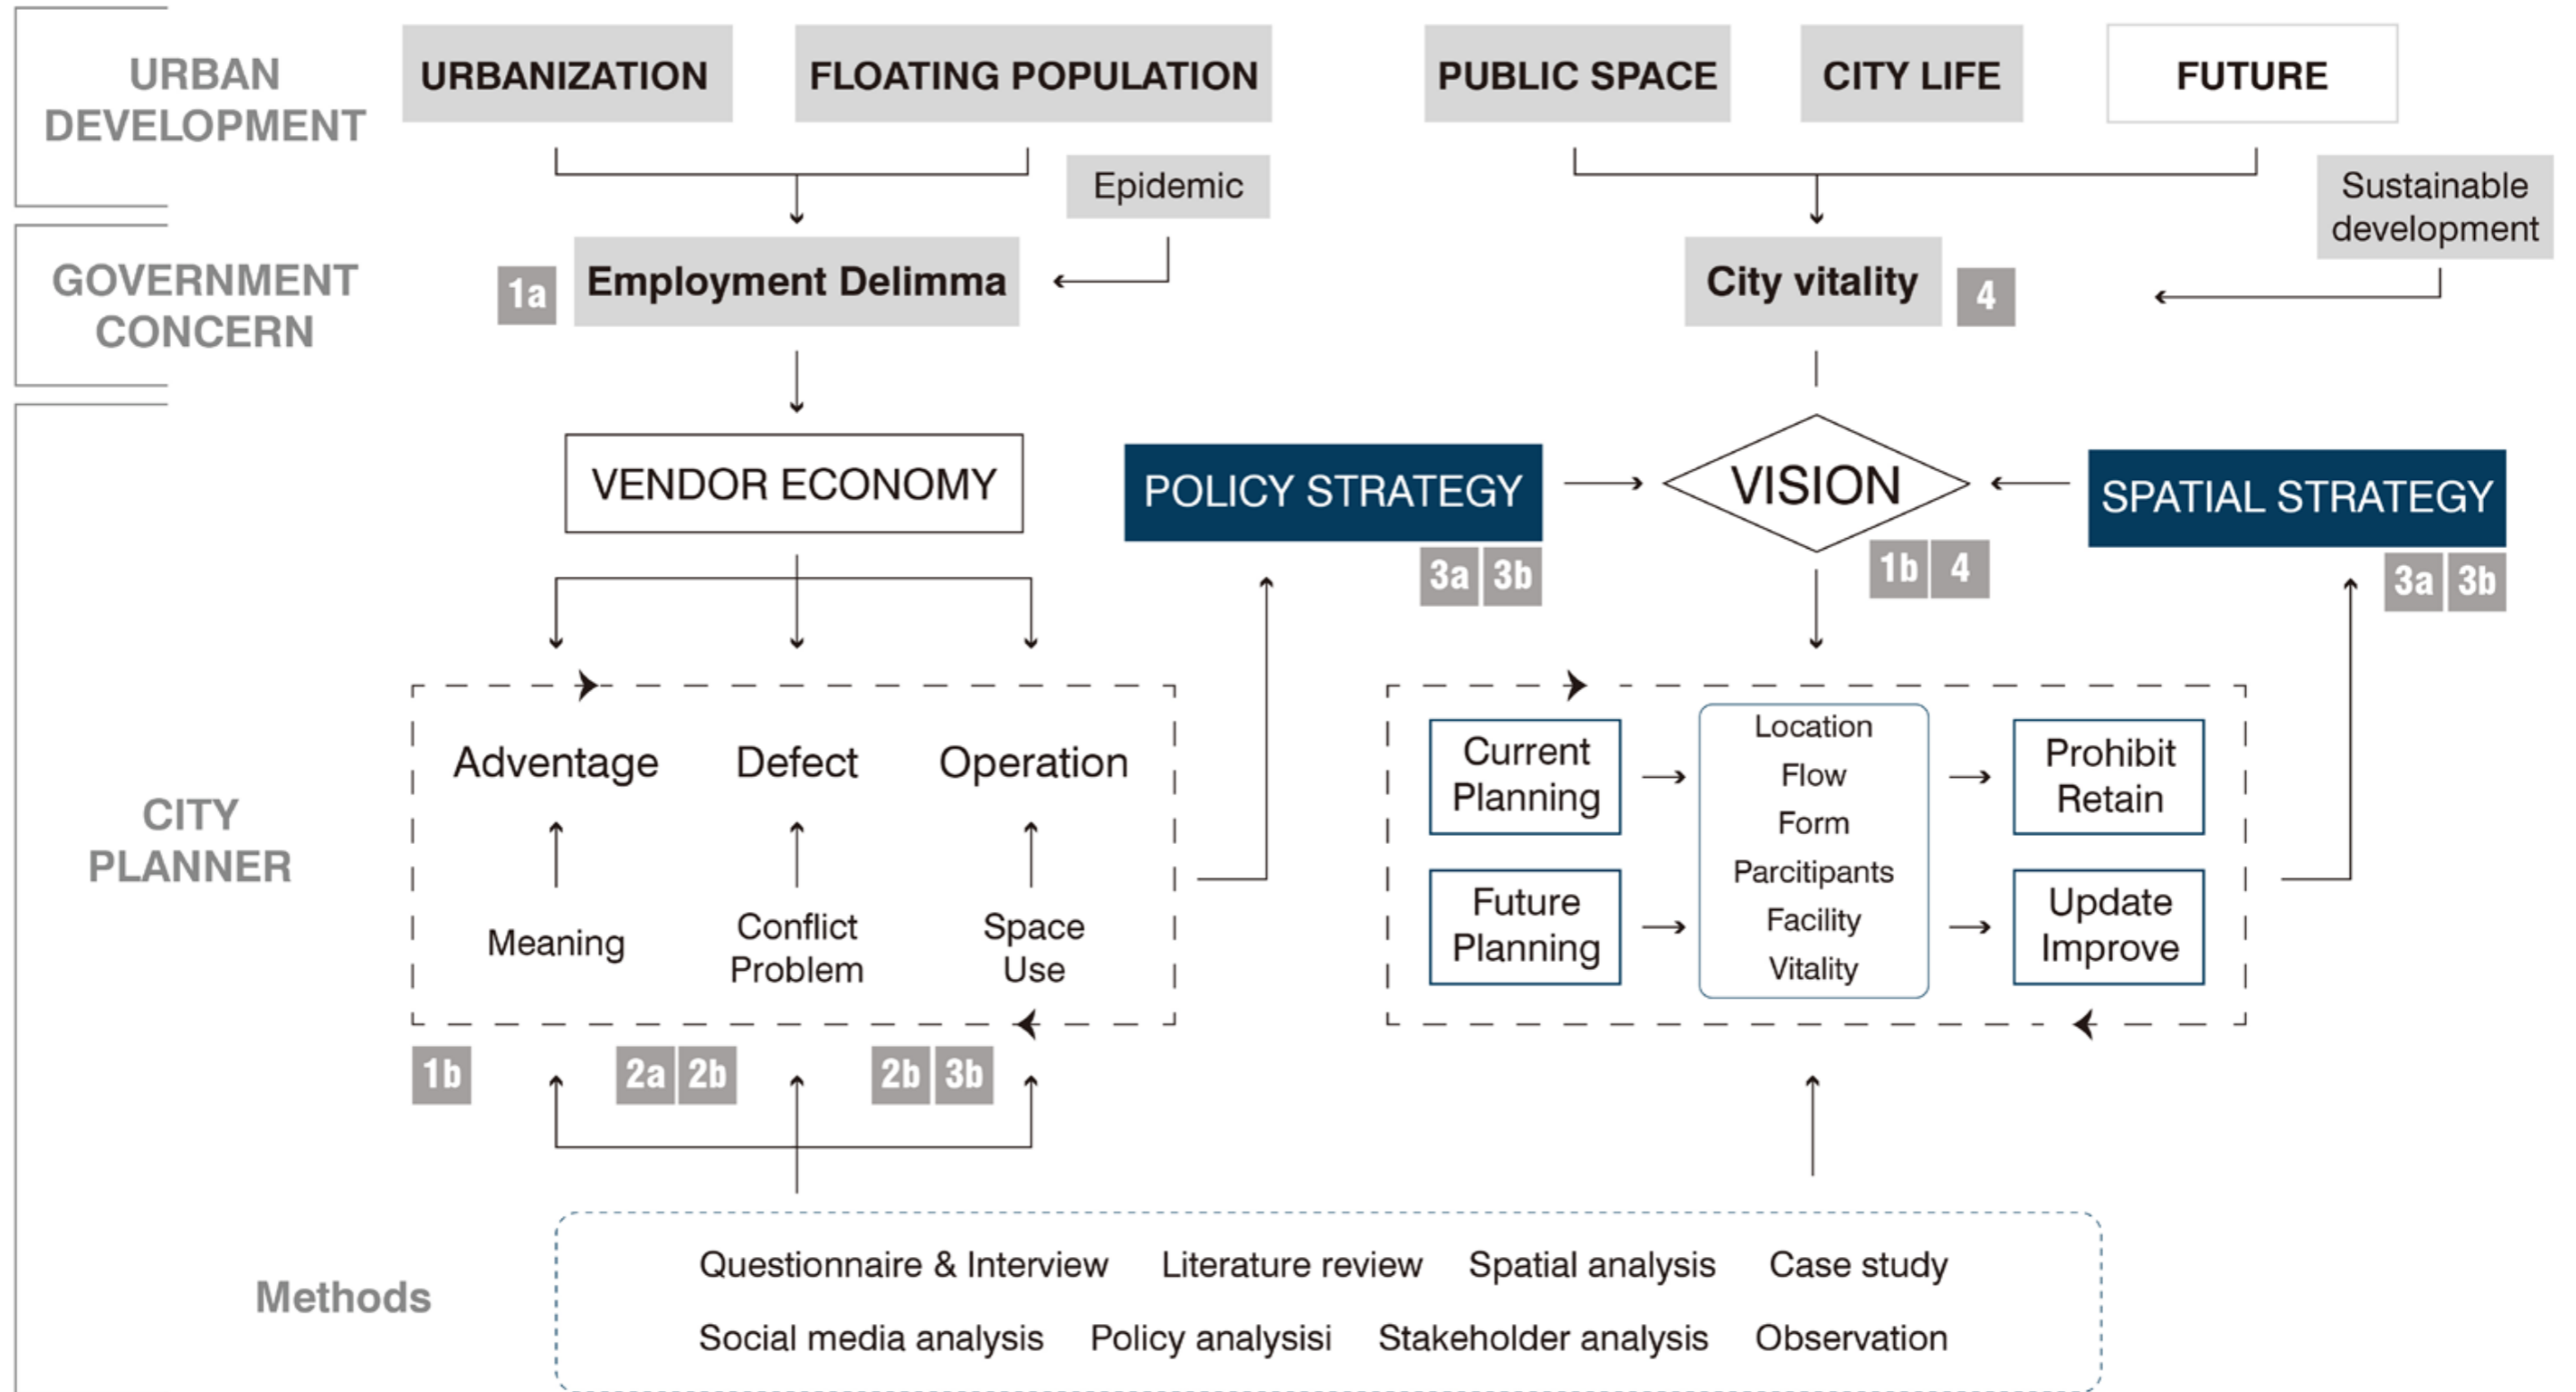 URBAN
DEVELOPMENT
URBANIZATION
FLOATING POPULATION
PUBLIC SPACE
CITY LIFE
FUTURE
Epidemic
Sustainable
development
GOVERNMENT
CONCERN
1a
Employment Delimma
City vitality
4
CITY
PLANNER
VENDOR ECONOMY
POLICY STRATEGY
3a 3b
VISION
1b 4
SPATIAL STRATEGY
3a 3b
Adventage
Defect
Operation
Meaning
Conflict
Problem
Space
Use
1b
2a 2b
2b 3b
Current
Planning
Future
Planning
Location
Flow
Form
Parcitipants
Facility
Vitality
Prohibit
Retain
Update
Improve
Methods
Questionnaire & Interview Literature review Spatial analysis Case study
Social media analysis Policy analysisi Stakeholder analysis Observation